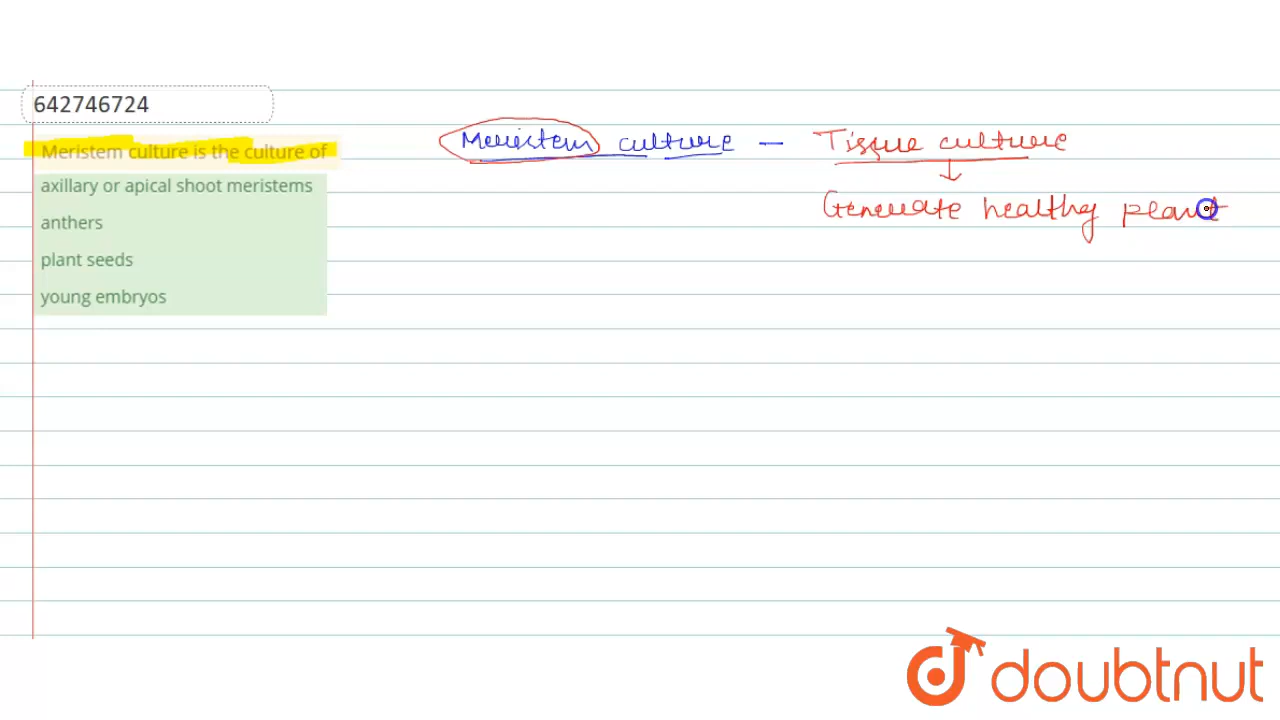 642746724
Meristem culture is the culture of
axillary or apical shoot meristems
anthers
plant seeds
young embryos
Meristem culture – Tissue culture
Generate healthy plant
doubtnut